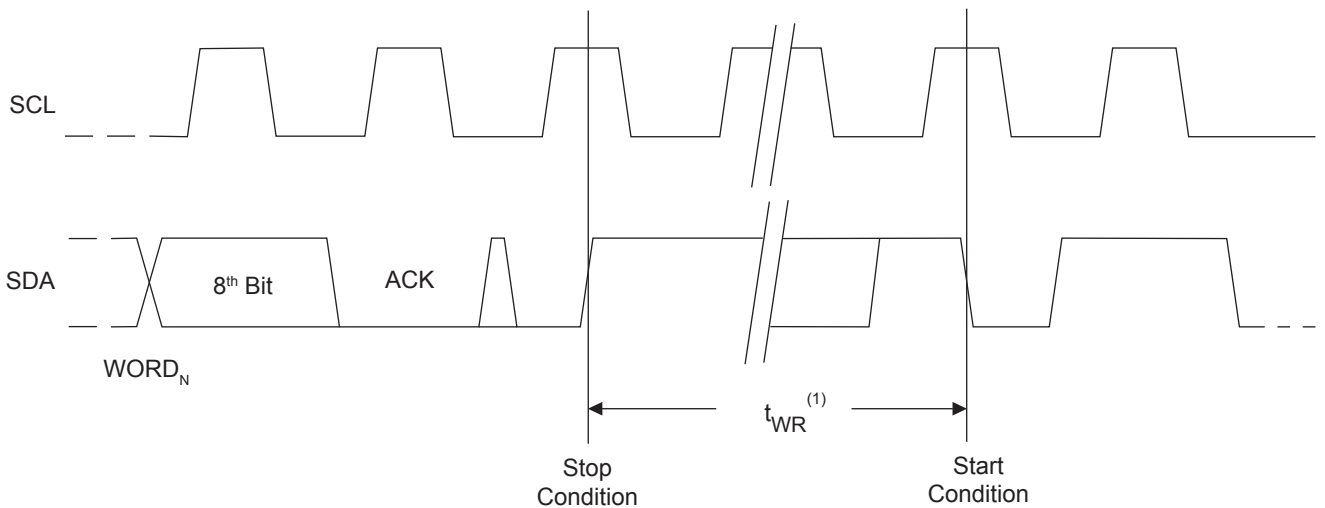 SCL
SDA
8th Bit
ACK
WORDN
tWR(1)
Stop
Condition
Start
Condition